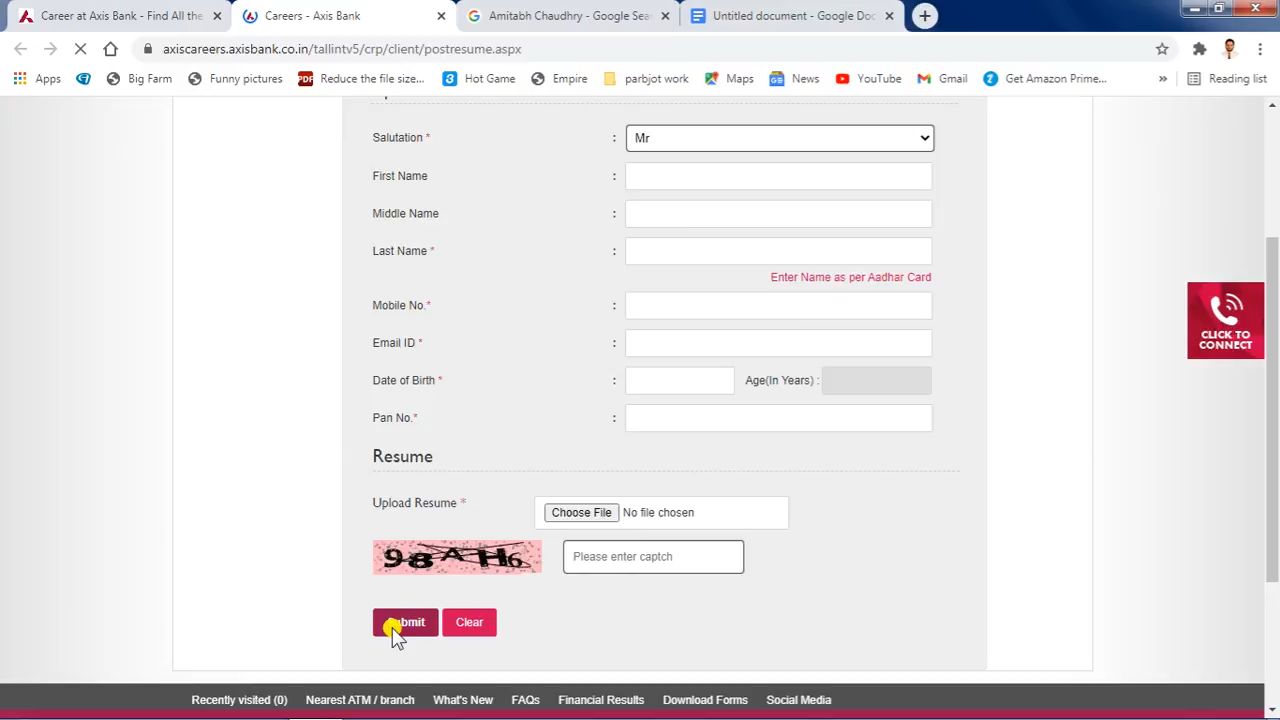 Career at Axis Bank - Find All the
Careers - Axis Bank
Amitabh Chaudhry - Google Sea
Untitled document - Google Doc
axiscareers.axisbank.co.in/tallintv5/crp/client/postresume.aspx
Apps
Big Farm
Funny pictures
PDF
Reduce the file size...
3
Hot Game
Empire
parbjot work
Maps
News
YouTube
Gmail
Get Amazon Prime...
»
Reading list
Salutation * : Mr
First Name :
Middle Name :
Last Name * :
Enter Name as per Aadhar Card
Mobile No.* :
CLICK TO
CONNECT
Email ID * :
Date of Birth * : Age(In Years) :
Pan No.* :
Resume
Upload Resume * Choose File No file chosen
98AH6 Please enter captch
Submit Clear
Recently visited (0) Nearest ATM / branch What's New FAQs Financial Results Download Forms Social Media